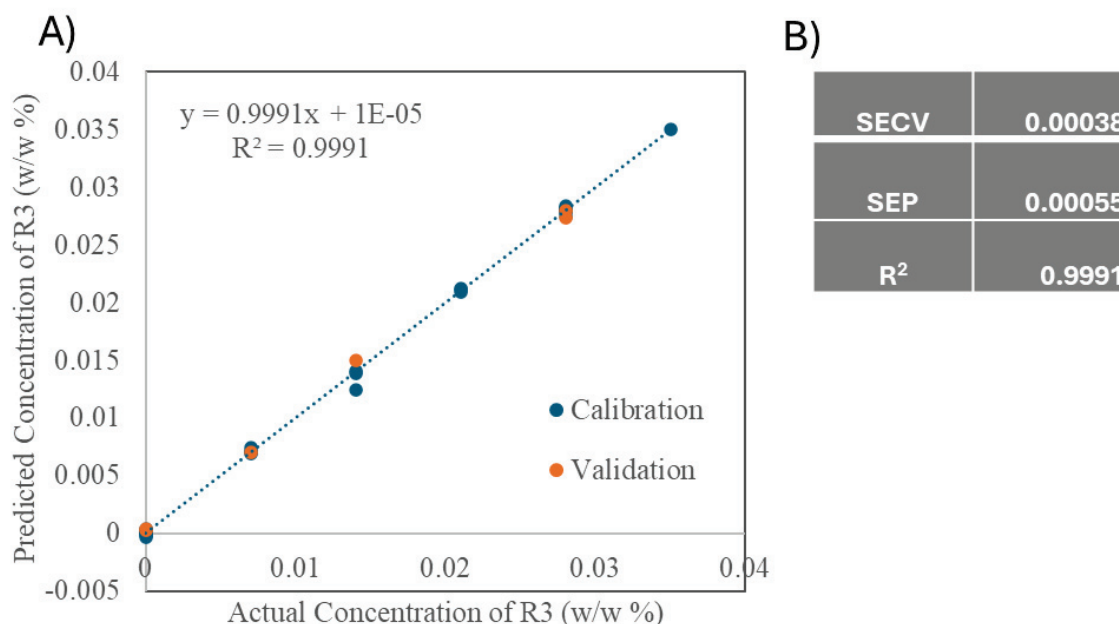 A)
B)
0.04
0.035
0.03
0.025
0.02
0.015
0.01
0.005
0
-0.005
Predicted Concentration of R3 (w/w %)
y = 0.9991x + 1E-05
R² = 0.9991
Calibration
Validation
0 0.01 0.02 0.03 0.04
Actual Concentration of R3 (w/w %)
SECV 0.00038
SEP 0.00055
R² 0.9991